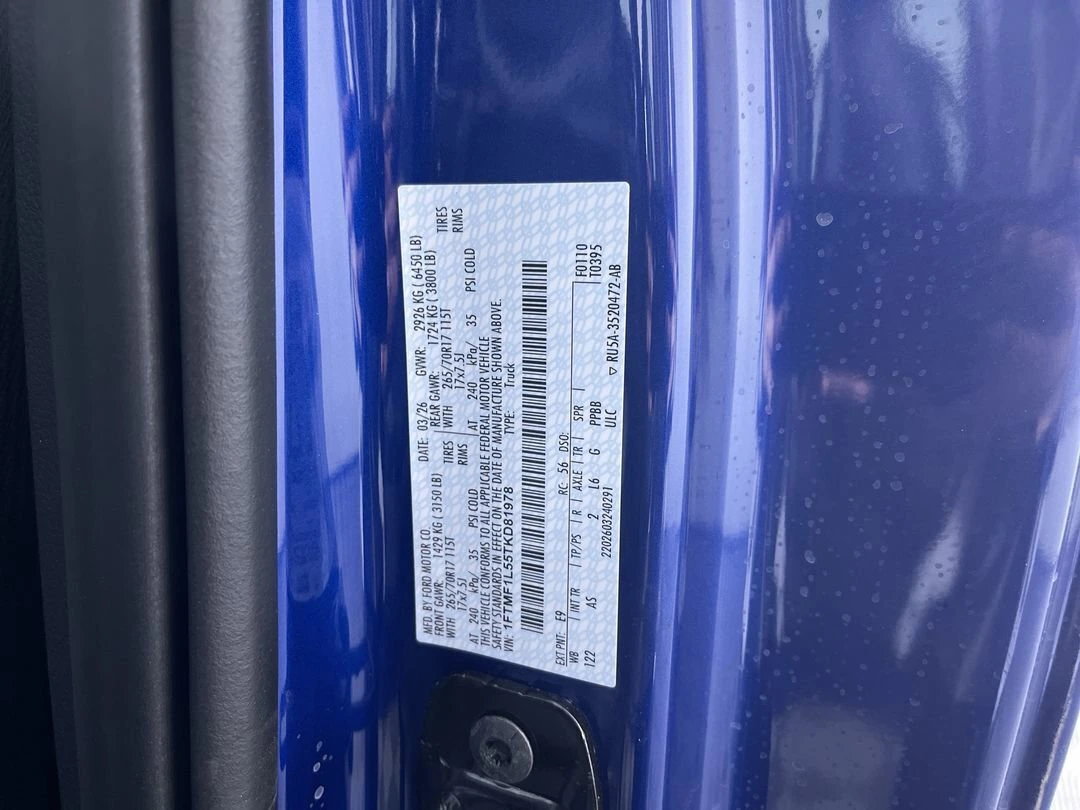 MFD. BY FORD MOTOR CO.
DATE: 03/26 GVWR: 2926 KG ( 6450 LB)
FRONT GAWR: 1429 KG ( 3150 LB)
REAR GAWR: 1724 KG ( 3800 LB)
WITH 265/70R17 115T TIRES
WITH 265/70R17 115T TIRES
17x7.5J RIMS
17x7.5J RIMS
AT 240 kPa/ 35 PSI COLD
AT 240 kPa/ 35 PSI COLD
THIS VEHICLE CONFORMS TO ALL APPLICABLE FEDERAL MOTOR VEHICLE
SAFETY STANDARDS IN EFFECT ON THE DATE OF MANUFACTURE SHOWN ABOVE.
VIN: 1FTMF1L55TKD81978 TYPE: Truck
EXT PNT: E9 RC: 56 DSO: F0110
WB | INT TR | TP/PS | R | AXLE | TR | SPR | T0395
122 AS 2 L6 G PPBB
2202603240291 ULC ▽ RU5A-3520472-AB